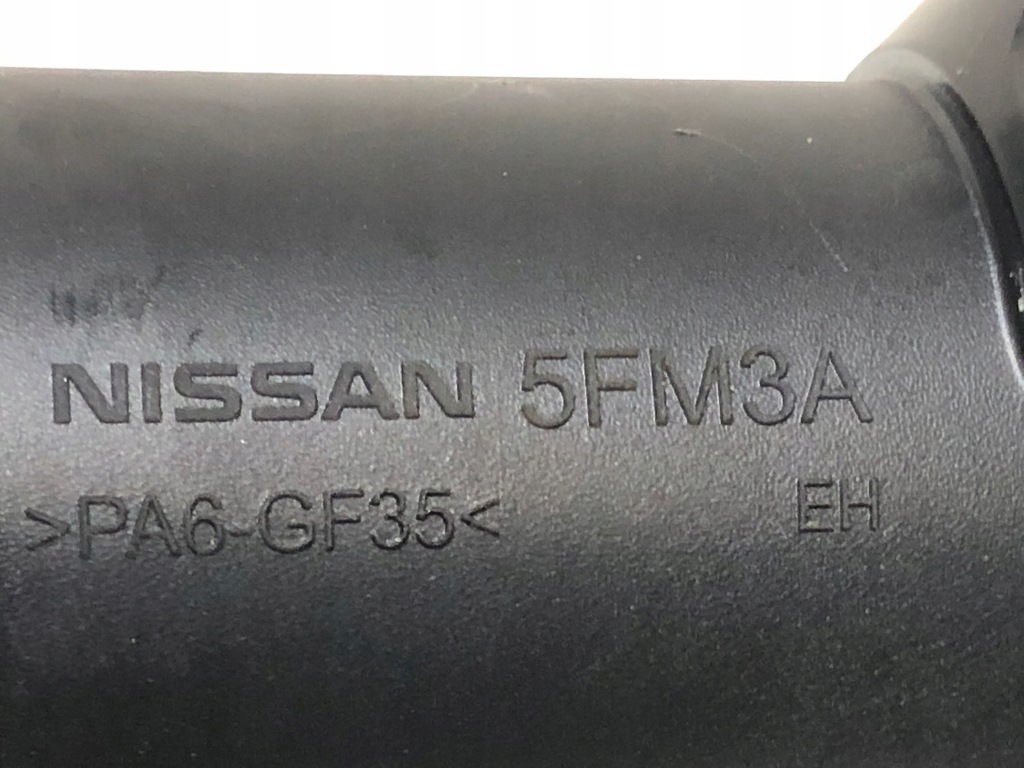 NISSAN 5FM3A
>PA6-GF35< EH